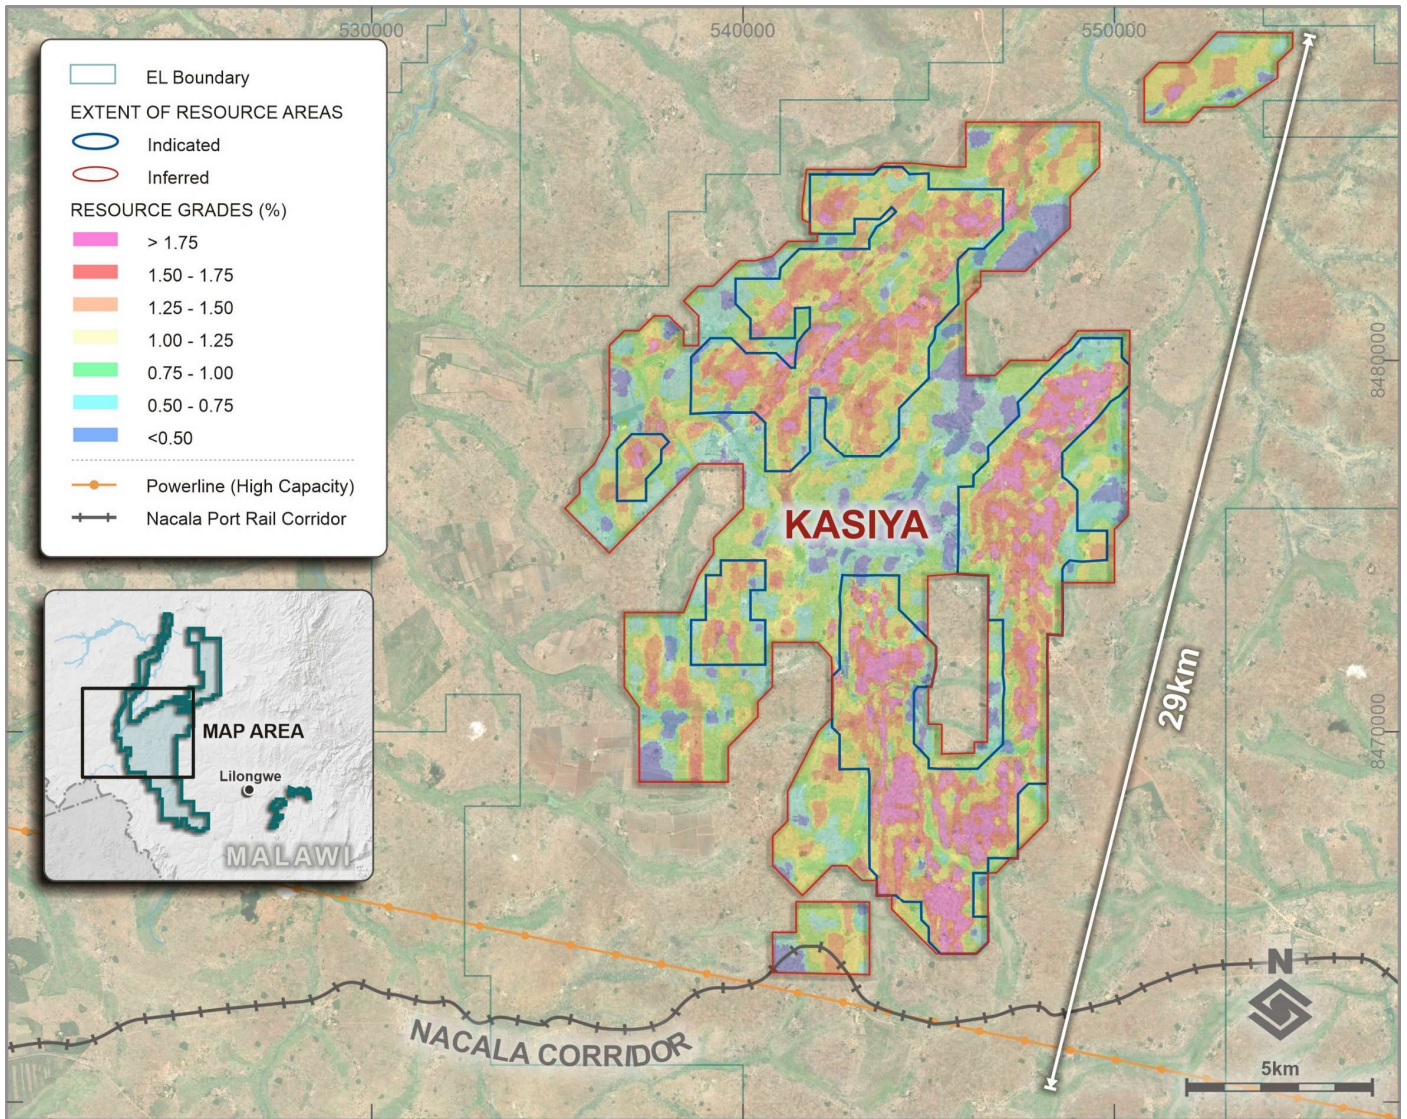 530000
540000
550000
EL Boundary
EXTENT OF RESOURCE AREAS
Indicated
Inferred
RESOURCE GRADES (%)
> 1.75
1.50 - 1.75
1.25 - 1.50
1.00 - 1.25
0.75 - 1.00
0.50 - 0.75
<0.50
Powerline (High Capacity)
Nacala Port Rail Corridor
8480000
KASIYA
29km
8470000
MAP AREA
Lilongwe
MALAWI
NACALA CORRIDOR
N
5km